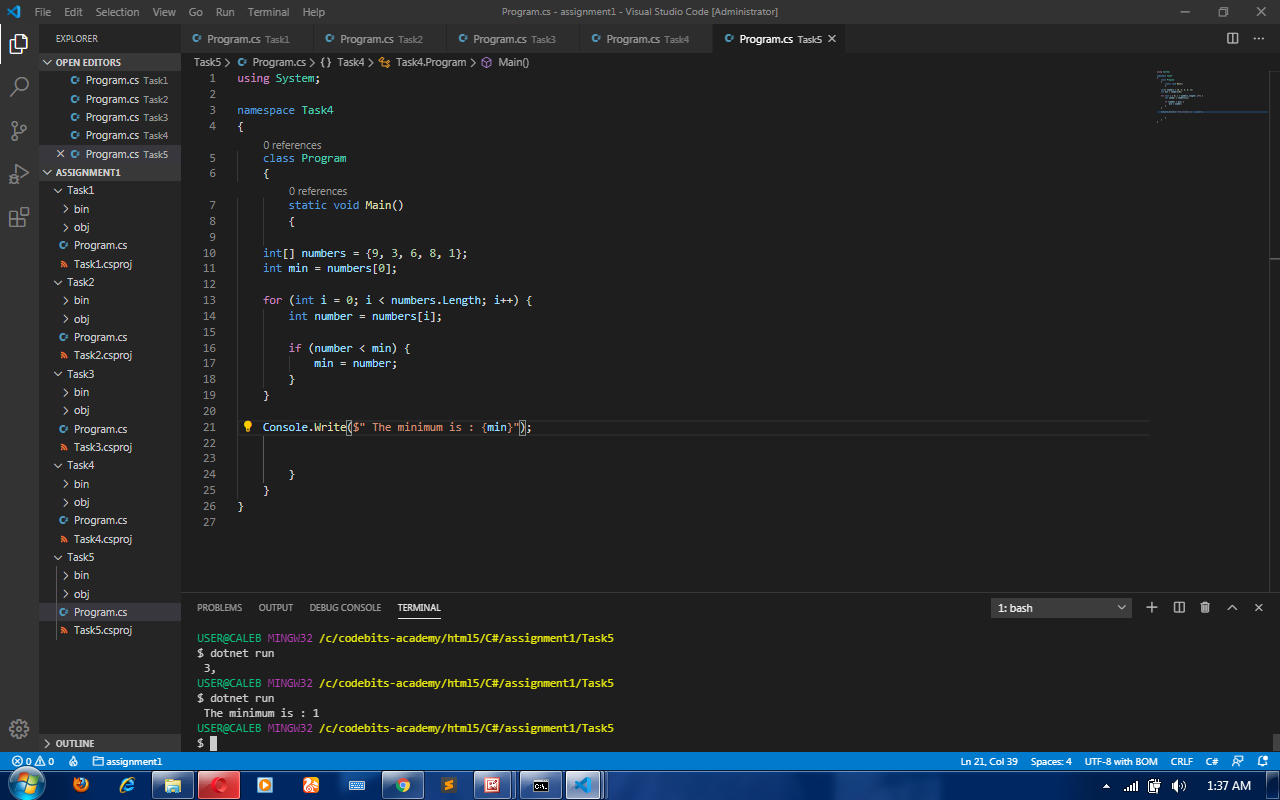 File Edit Selection View Go Run Terminal Help Program.cs - assignment1 - Visual Studio Code [Administrator]
EXPLORER
OPEN EDITORS
Program.cs Task1
Program.cs Task2
Program.cs Task3
Program.cs Task4
Program.cs Task5
ASSIGNMENT1
Task1
bin
obj
Program.cs
Task1.csproj
Task2
bin
obj
Program.cs
Task2.csproj
Task3
bin
obj
Program.cs
Task3.csproj
Task4
bin
obj
Program.cs
Task4.csproj
Task5
bin
obj
Program.cs
Task5.csproj
OUTLINE
Program.cs Task1 Program.cs Task2 Program.cs Task3 Program.cs Task4 Program.cs Task5
Task5 > Program.cs > {} Task4 > Task4.Program > Main()
1 using System;
2
3 namespace Task4
4 {
0 references
5 class Program
6 {
0 references
7 static void Main()
8 {
9
10 int[] numbers = {9, 3, 6, 8, 1};
11 int min = numbers[0];
12
13 for (int i = 0; i < numbers.Length; i++) {
14 int number = numbers[i];
15
16 if (number < min) {
17 min = number;
18 }
19 }
20
21 Console.Write($" The minimum is : {min}");
22
23
24 }
25 }
26 }
27
PROBLEMS OUTPUT DEBUG CONSOLE TERMINAL 1: bash
USER@CALEB MINGW32 /c/codebits-academy/html5/C#/assignment1/Task5
$ dotnet run
3,
USER@CALEB MINGW32 /c/codebits-academy/html5/C#/assignment1/Task5
$ dotnet run
The minimum is : 1
USER@CALEB MINGW32 /c/codebits-academy/html5/C#/assignment1/Task5
$
0 0 assignment1 Ln 21, Col 39 Spaces: 4 UTF-8 with BOM CRLF C#
1:37 AM